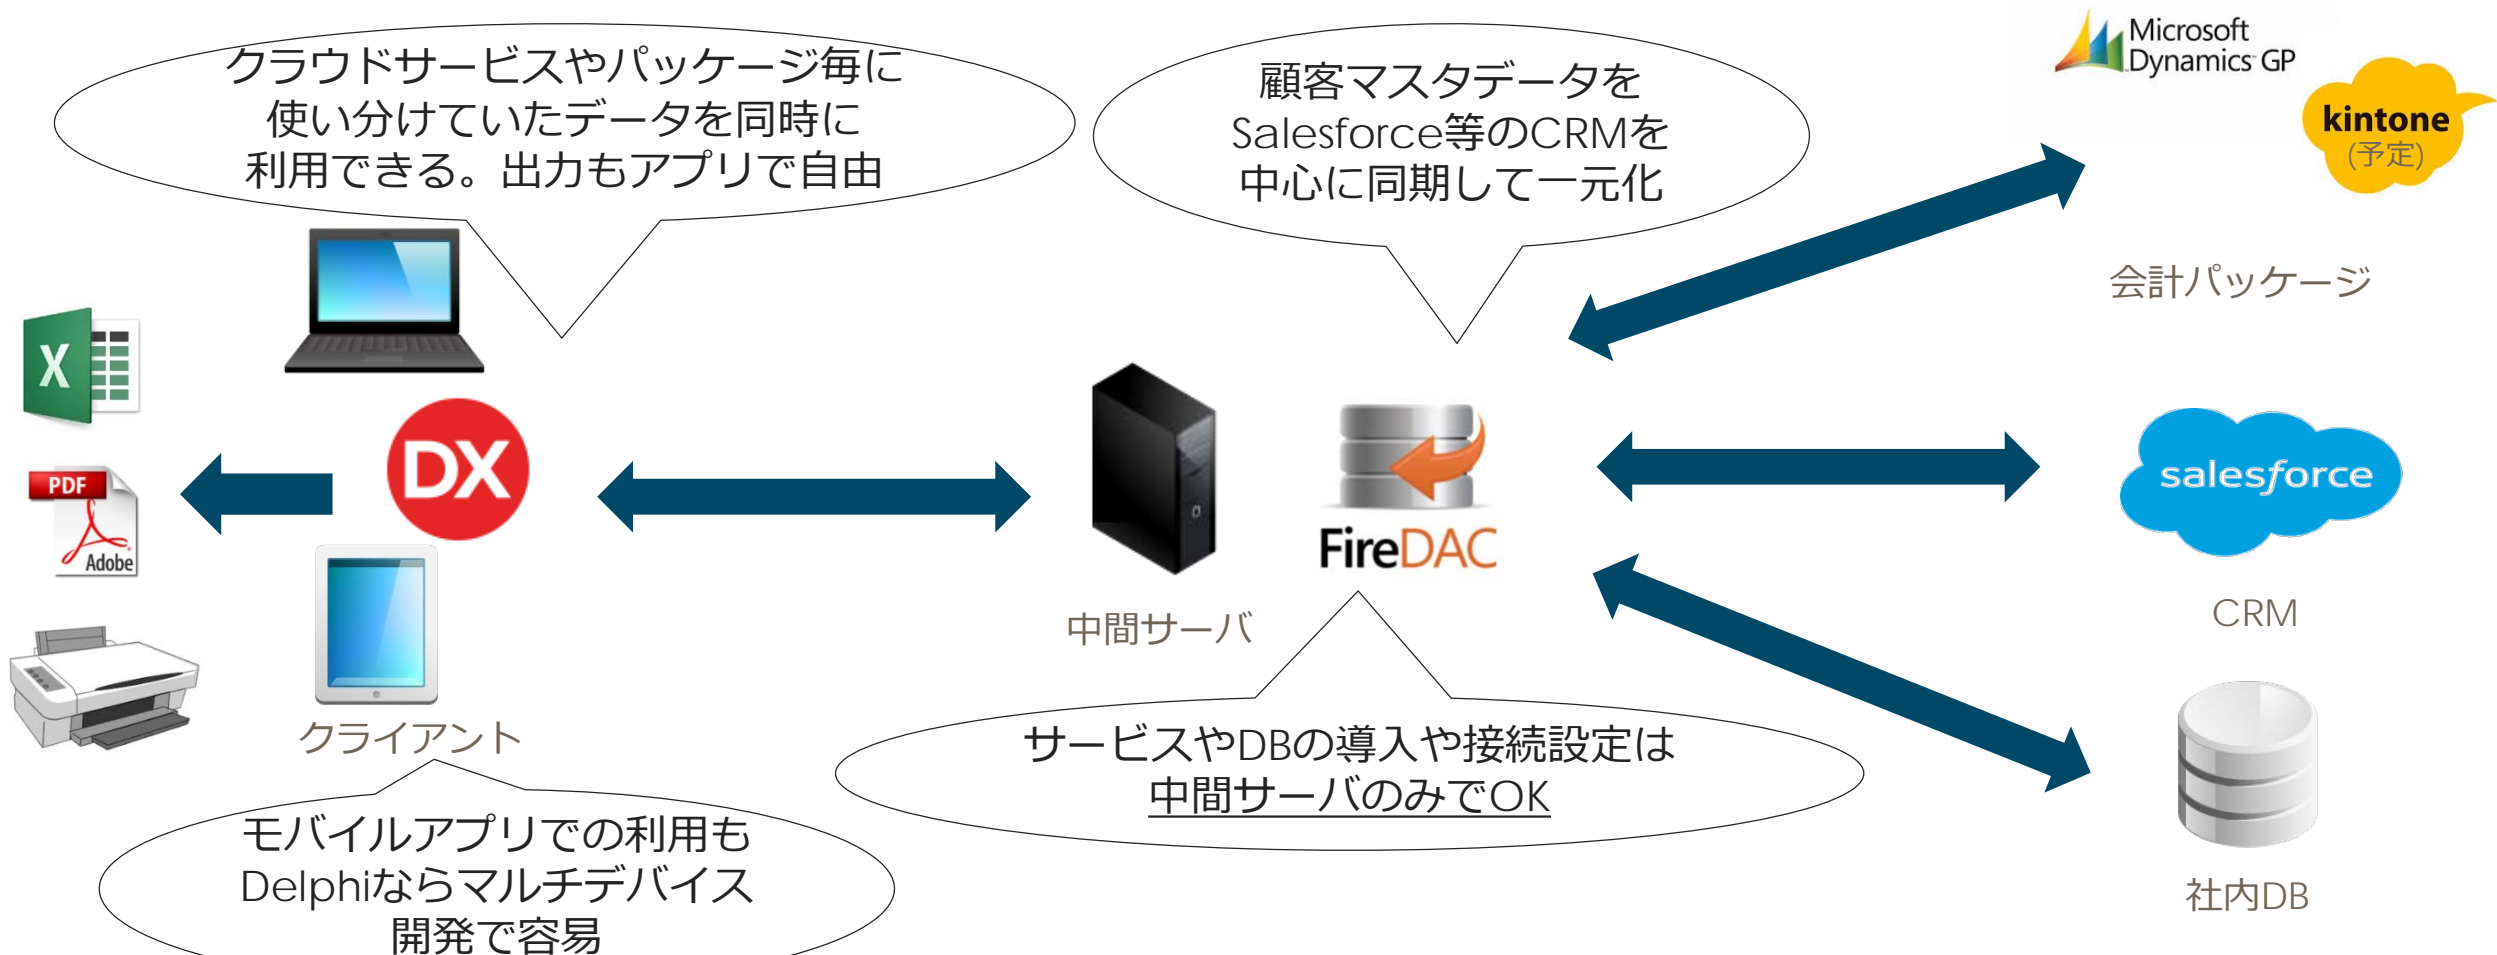 クラウドサービスやパッケージ毎に
使い分けていたデータを同時に
利用できる。出力もアプリで自由
顧客マスタデータを
Salesforce等のCRMを
中心に同期して一元化
Microsoft
Dynamics GP
kintone
(予定)
会計パッケージ
X
DX
PDF
Adobe
FireDAC
salesforce
CRM
中間サーバ
クライアント
サービスやDBの導入や接続設定は
中間サーバのみでOK
モバイルアプリでの利用も
Delphiならマルチデバイス
開発で容易
社内DB